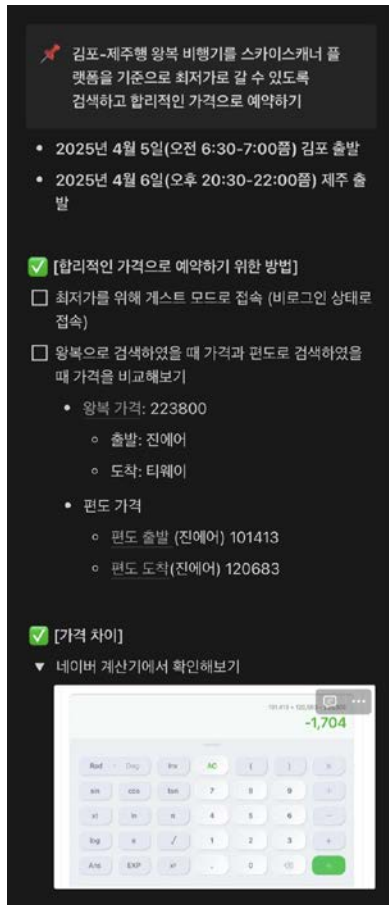 📌 김포-제주행 왕복 비행기를 스카이스캐너 플
랫폼을 기준으로 최저가로 갈 수 있도록
검색하고 합리적인 가격으로 예약하기
• 2025년 4월 5일(오전 6:30-7:00쯤) 김포 출발
• 2025년 4월 6일(오후 20:30-22:00쯤) 제주 출
발
✅ [합리적인 가격으로 예약하기 위한 방법]
최저가를 위해 게스트 모드로 접속 (비로그인 상태로
접속)
왕복으로 검색하였을 때 가격과 편도로 검색하였을
때 가격을 비교해보기
• 왕복 가격: 223800
◦ 출발: 진에어
◦ 도착: 티웨이
• 편도 가격
◦ 편도 출발 (진에어) 101413
◦ 편도 도착(진에어) 120683
✅ [가격 차이]
▼ 네이버 계산기에서 확인해보기
-1,704
Rad Deg Inv AC ( )
sin cos tan 7 8 9
x! ln π 4 5 6 −
log e √ 1 2 3 +
Ans EXP . 0